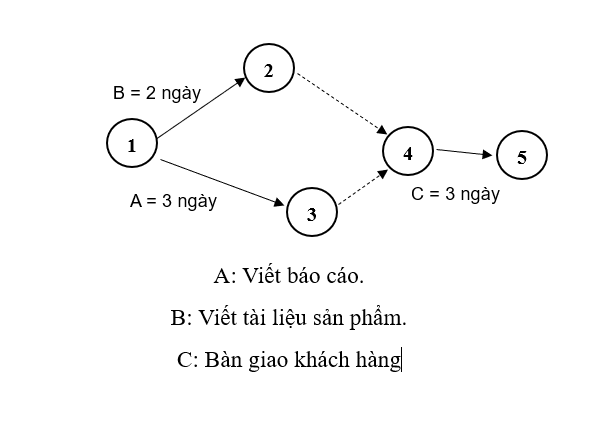 2
B = 2 ngày
1
4
5
A = 3 ngày
C = 3 ngày
3
A: Viết báo cáo.
B: Viết tài liệu sản phẩm.
C: Bàn giao khách hàng